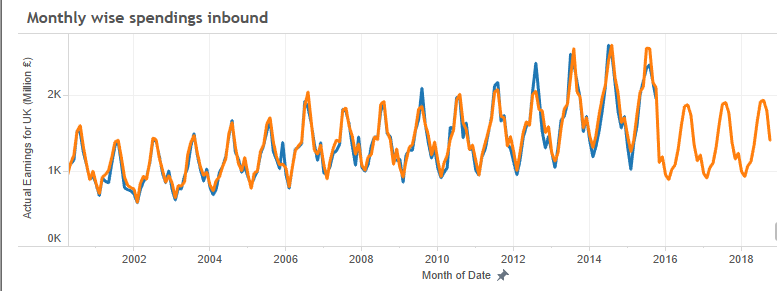 Monthly wise spendings inbound
Actual Earnings for UK (Million £)
2K
1K
0K
2002 2004 2006 2008 2010 2012 2014 2016 2018
Month of Date